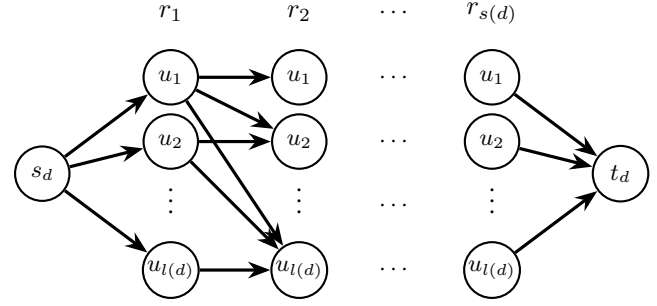 r_1 r_2 ⋯ r_{s(d)}
u_1 u_1 ⋯ u_1
u_2 u_2 ⋯ u_2
s_d t_d
⋮ ⋮ ⋯ ⋮
u_{l(d)} u_{l(d)} ⋯ u_{l(d)}